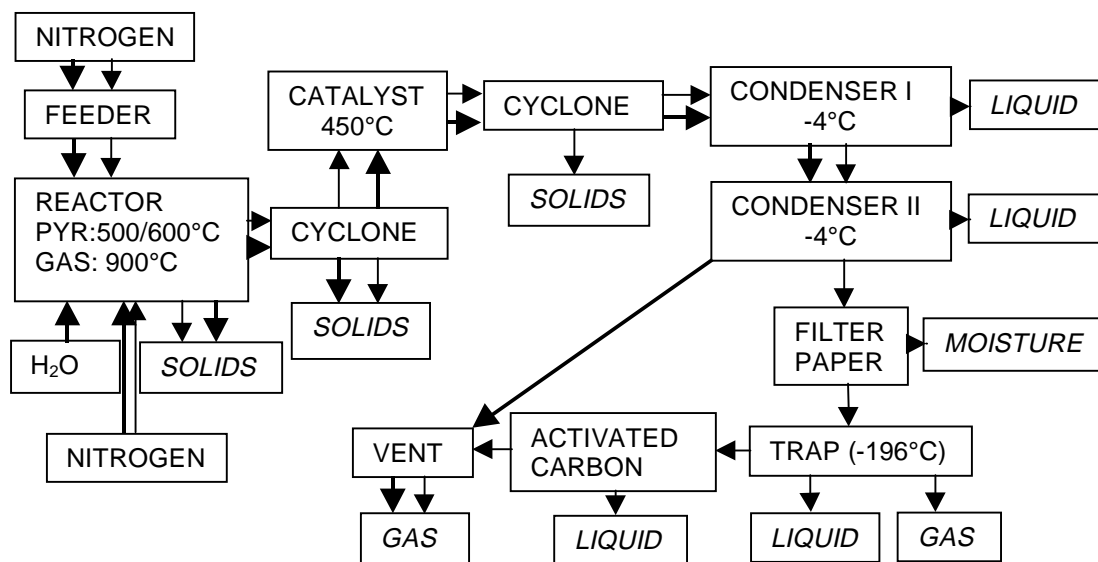 NITROGEN
FEEDER
REACTOR
PYR:500/600°C
GAS: 900°C
H₂O
SOLIDS
NITROGEN
CYCLONE
SOLIDS
CATALYST
450°C
CYCLONE
SOLIDS
CONDENSER I
-4°C
LIQUID
CONDENSER II
-4°C
LIQUID
FILTER
PAPER
MOISTURE
TRAP (-196°C)
LIQUID
GAS
ACTIVATED
CARBON
LIQUID
VENT
GAS